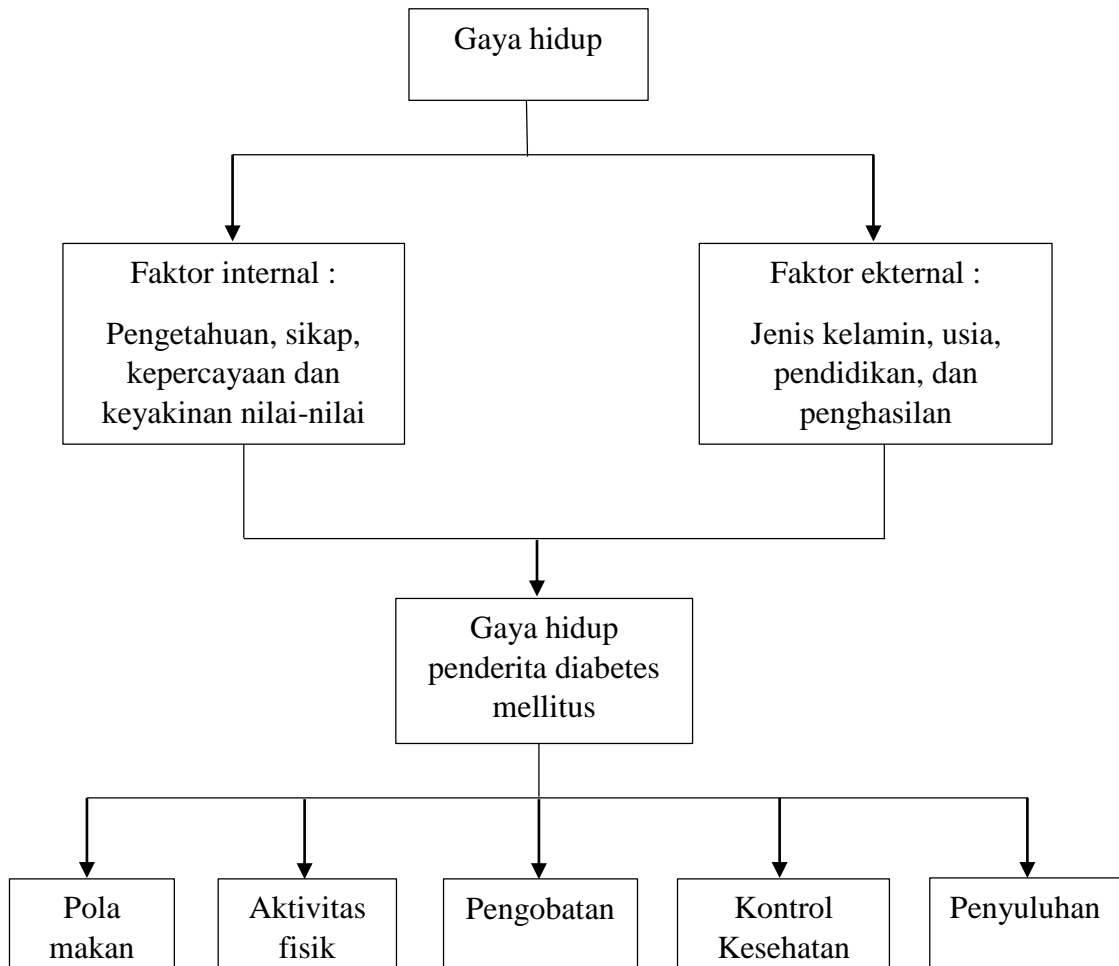 Gaya hidup
Faktor internal :
Pengetahuan, sikap,
kepercayaan dan
keyakinan nilai-nilai
Faktor ekternal :
Jenis kelamin, usia,
pendidikan, dan
penghasilan
Gaya hidup
penderita diabetes
mellitus
Pola
makan
Aktivitas
fisik
Pengobatan
Kontrol
Kesehatan
Penyuluhan